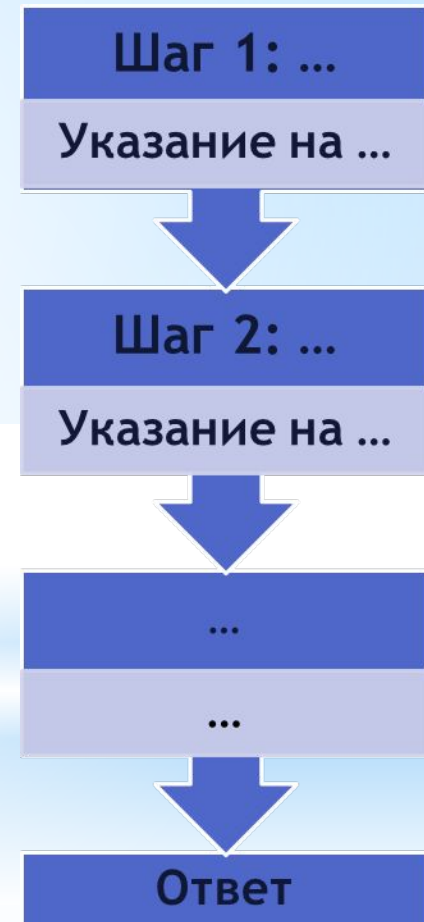 Шаг 1: ...
Указание на ...
Шаг 2: ...
Указание на ...
...
...
Ответ